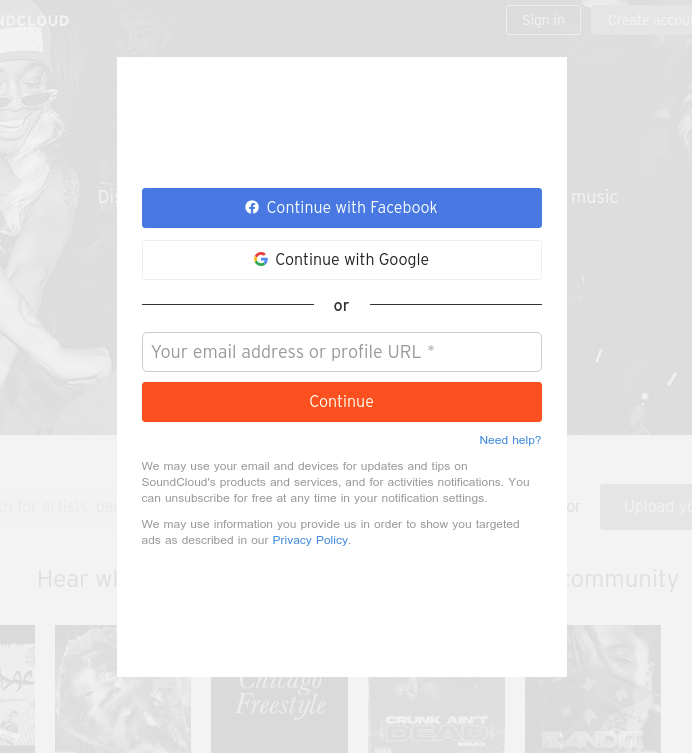 NDCLOUD
Sign in
Create accou
music
Continue with Facebook
Continue with Google
or
Your email address or profile URL *
Continue
Need help?
We may use your email and devices for updates and tips on
SoundCloud's products and services, and for activities notifications. You
can unsubscribe for free at any time in your notification settings.
We may use information you provide us in order to show you targeted
ads as described in our Privacy Policy.
ch for artists, ba
or
Upload yo
Hear wh
community
Chicago
Freestyle
CRUNK AIN'T
DEAD
REMIX
BANDIT